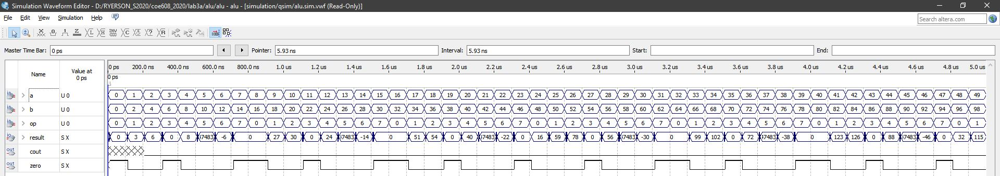 Simulation Waveform Editor - D:/RYERSON_S2020/coe608_2020/lab3a/alu/alu - alu - [simulation/qsim/alu.sim.vwf (Read-Only)]
File Edit View Simulation Help
Search altera.com
Master Time Bar: 0 ps Pointer: 5.93 ns Interval: 5.93 ns Start: End:
Name Value at 0 ps
0 ps 200.0 ns 400.0 ns 600.0 ns 800.0 ns 1.0 us 1.2 us 1.4 us 1.6 us 1.8 us 2.0 us 2.2 us 2.4 us 2.6 us 2.8 us 3.0 us 3.2 us 3.4 us 3.6 us 3.8 us 4.0 us 4.2 us 4.4 us 4.6 us 4.8 us 5.0 us
0 ps
a U 0 0 1 2 3 4 5 6 7 8 9 10 11 12 13 14 15 16 17 18 19 20 21 22 23 24 25 26 27 28 29 30 31 32 33 34 35 36 37 38 39 40 41 42 43 44 45 46 47 48 49
b U 0 0 2 4 6 8 10 12 14 16 18 20 22 24 26 28 30 32 34 36 38 40 42 44 46 48 50 52 54 56 58 60 62 64 66 68 70 72 74 76 78 80 82 84 86 88 90 92 94 96 98
op U 0 0 1 2 3 4 5 6 7 0 1 2 3 4 5 6 7 0 1 2 3 4 5 6 7 0 1 2 3 4 5 6 7 0 1 2 3 4 5 6 7 0 1 2 3 4 5 6 7 0 1
result S X 0 3 6 0 8 47483 -6 0 27 30 0 24 47483 -14 0 51 54 0 40 47483 -22 0 16 59 78 0 56 47483 -30 0 99 102 0 72 47483 -38 0 123 126 0 88 47483 -46 0 32 115
cout S X
zero S X